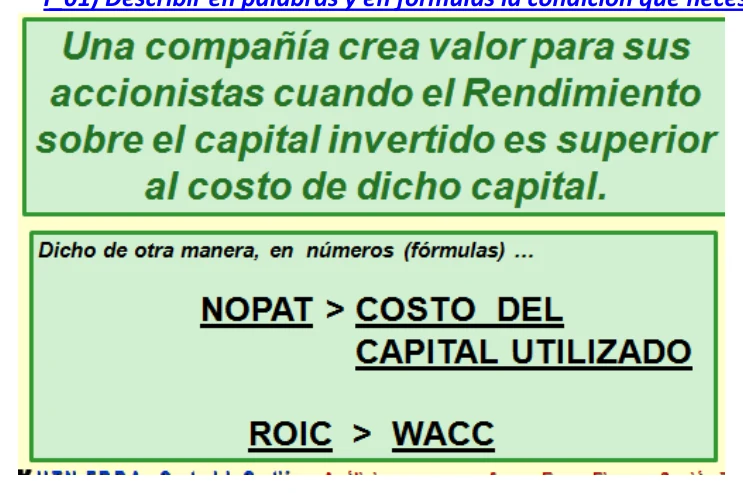 I_01) Describir en palabras y en fórmulas la condición que neces
Una compañía crea valor para sus
accionistas cuando el Rendimiento
sobre el capital invertido es superior
al costo de dicho capital.
Dicho de otra manera, en números (fórmulas) ...
NOPAT > COSTO DEL
CAPITAL UTILIZADO
ROIC > WACC